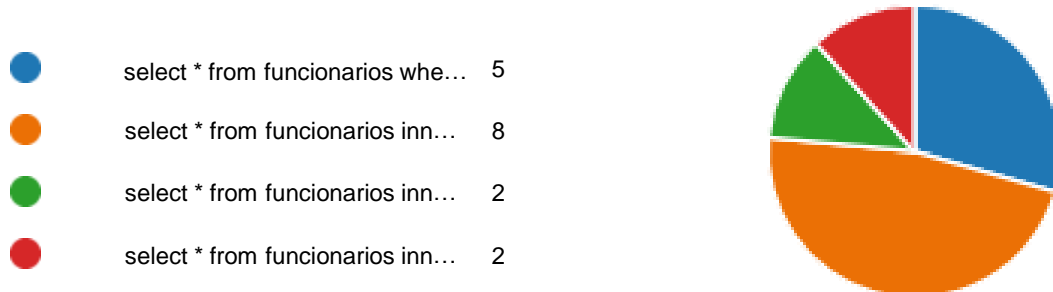 select * from funcionarios whe... 5
select * from funcionarios inn... 8
select * from funcionarios inn... 2
select * from funcionarios inn... 2